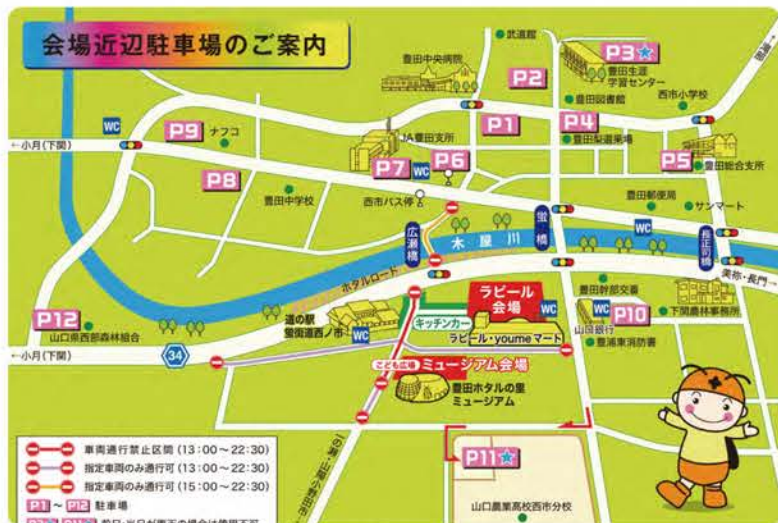 会場近辺駐車場のご案内
武道館
豊田中央病院
P3★
豊田生涯
学習センター
P2
豊田図書館
西市小学校
WC
P9
ナフコ
←小月(下関)
JA豊田支所
P1
P4
豊田梨選果場
P7
WC
P6
P5
豊田総合支所
P8
豊田中学校
西市バス停
豊田郵便局
サンマート
WC
広瀬橋
木屋川
蛍橋
長正司橋
美祢・長門→
ホタルロード
豊田幹部交番
P12
山口県西部森林組合
道の駅
蛍街道西ノ市
WC
ラピール
会場
キッチンカー
WC
ラピール・youmeマート
山口銀行
WC
P10
下関農林事務所
豊浦東消防署
←小月(下関)
34
こども広場
ミュージアム会場
豊田ホタルの里
ミュージアム
車両通行禁止区間(13:00〜22:30)
指定車両のみ通行可(13:00〜22:30)
指定車両のみ通行可(15:00〜22:30)
P1 〜 P12 駐車場
P11★
山口農業高校西市分校